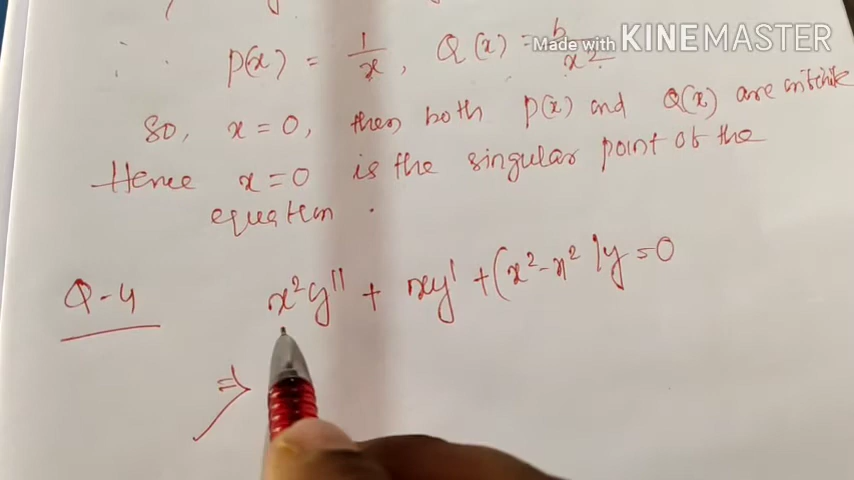 ∴ P(x) = 1/x, Q(x) = 6/x²
Made with KINEMASTER
So, x = 0, then both P(x) and Q(x) are infinite
Hence x = 0 is the singular point of the
equation.
Q-4 x²y'' + xy' + (x² - n²)y = 0
⇒